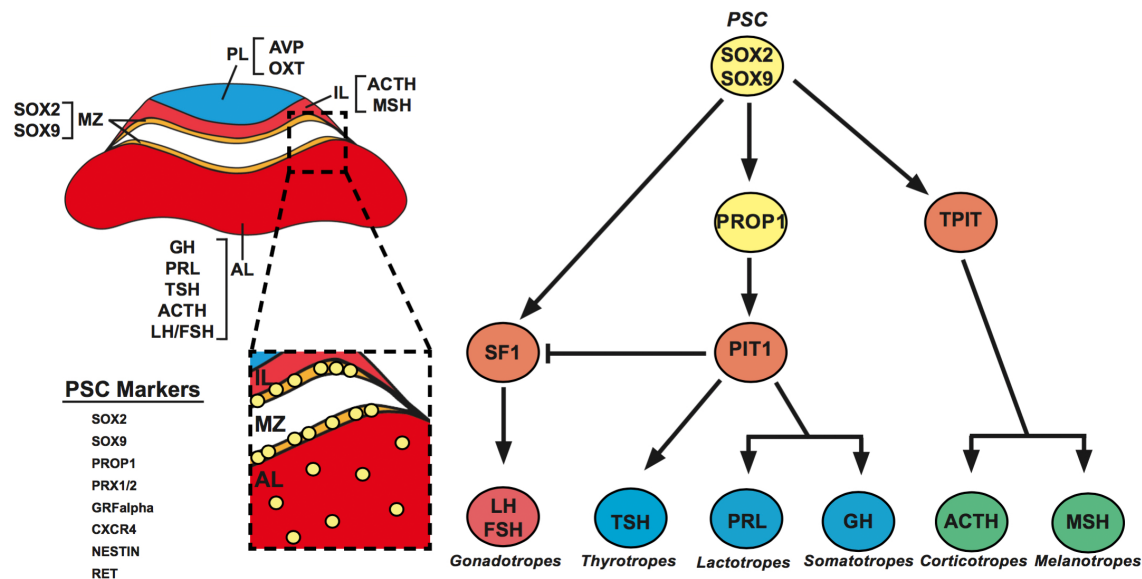 PSC
SOX2
SOX9
PROP1
TPIT
SF1
PIT1
LH
FSH
TSH
PRL
GH
ACTH
MSH
Gonadotropes
Thyrotropes
Lactotropes
Somatotropes
Corticotropes
Melanotropes
PL
AVP
OXT
IL
ACTH
MSH
SOX2
SOX9
MZ
GH
PRL
TSH
ACTH
LH/FSH
AL
IL
MZ
AL
PSC Markers
SOX2
SOX9
PROP1
PRX1/2
GRFalpha
CXCR4
NESTIN
RET